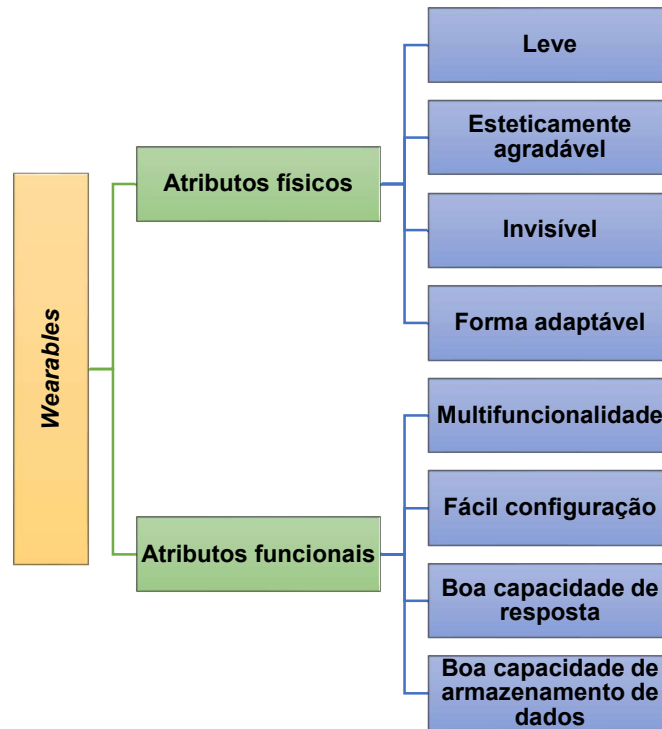 Wearables
Atributos físicos
Leve
Esteticamente
agradável
Invisível
Forma adaptável
Atributos funcionais
Multifuncionalidade
Fácil configuração
Boa capacidade de
resposta
Boa capacidade de
armazenamento de
dados